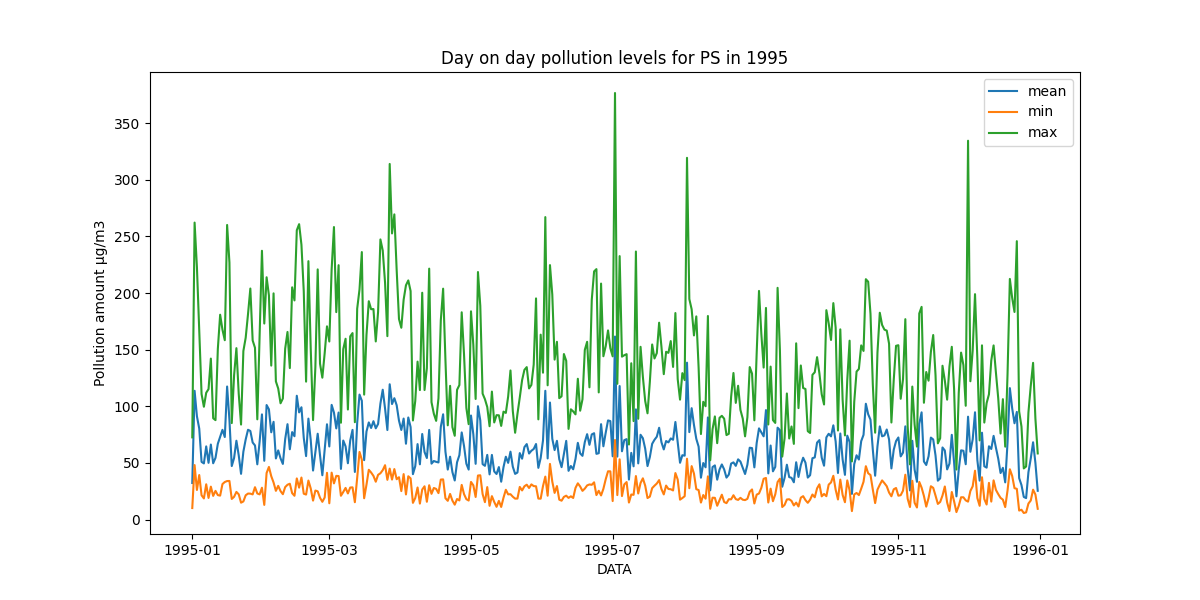 Day on day pollution levels for PS in 1995
mean
min
max
Pollution amount µg/m3
350
300
250
200
150
100
50
0
1995-01 1995-03 1995-05 1995-07 1995-09 1995-11 1996-01
DATA